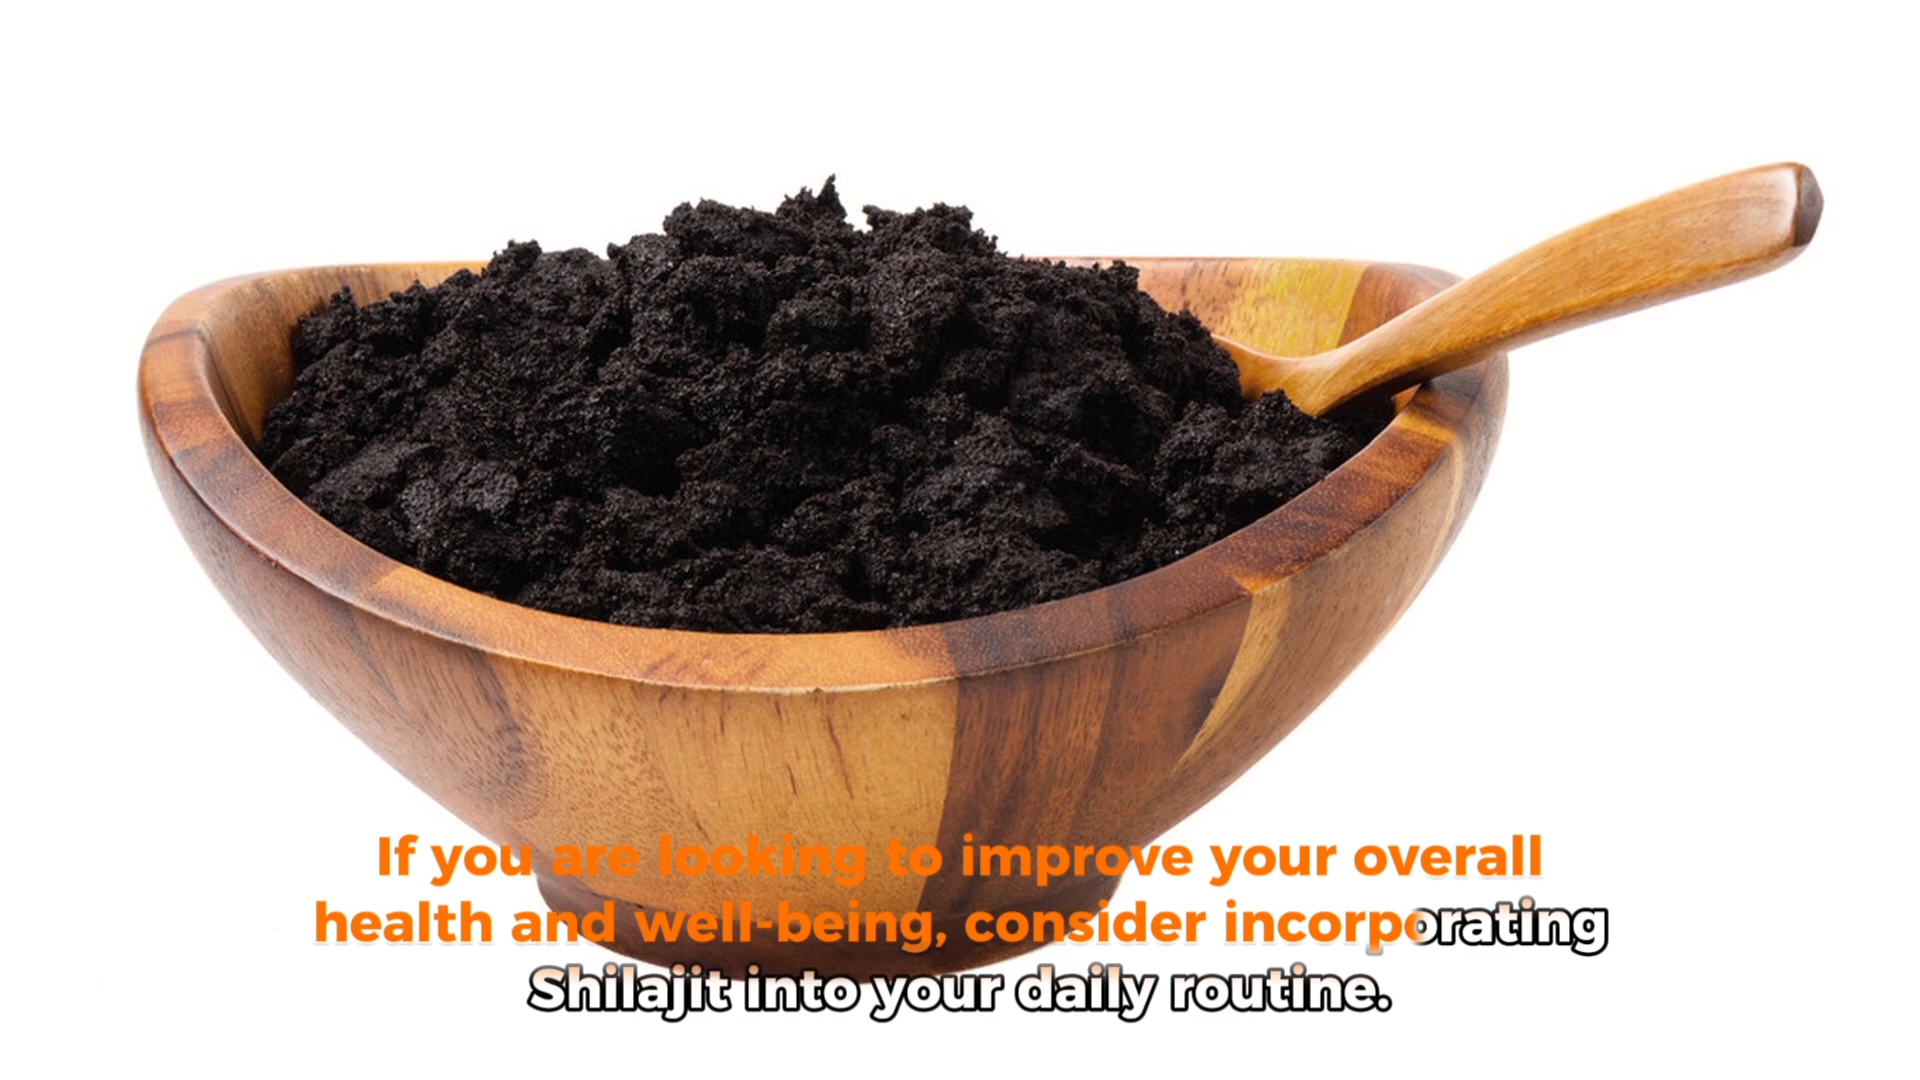 If you are looking to improve your overall
health and well-being, consider incorporating
Shilajit into your daily routine.